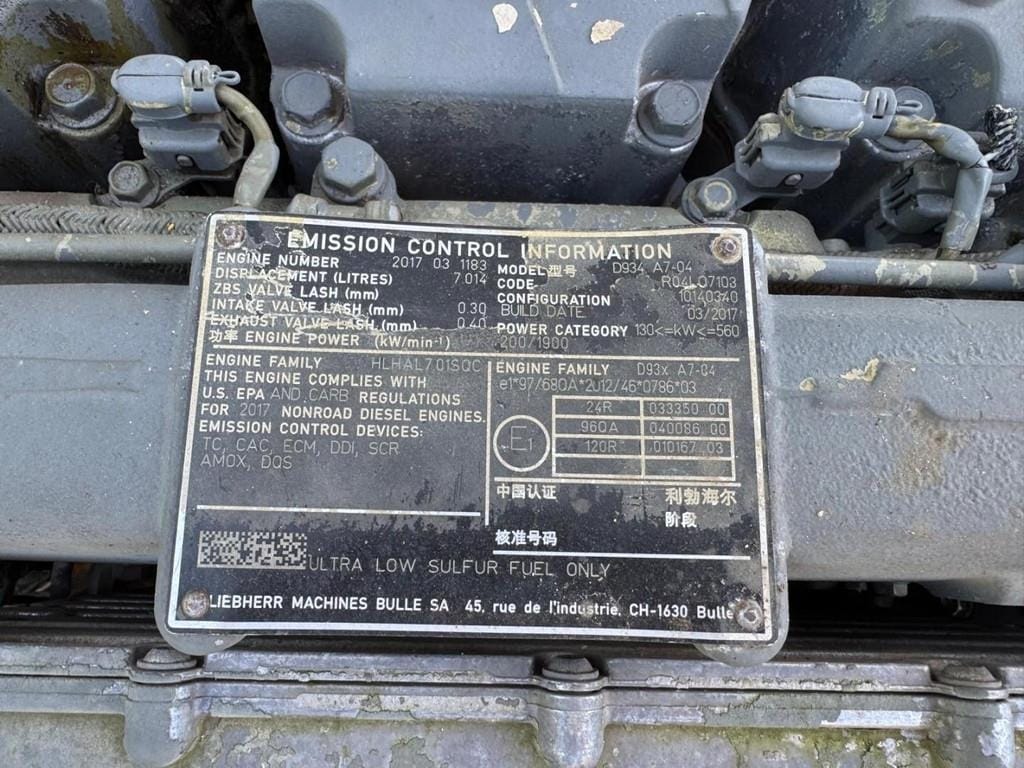 EMISSION CONTROL INFORMATION
ENGINE NUMBER 2017 03 1183
DISPLACEMENT (LITRES) 7.014
ZBS VALVE LASH (mm)
INTAKE VALVE LASH (mm) 0.30
EXHAUST VALVE LASH (mm) 0.40
功率 ENGINE POWER (kW/min-1) 200/1900
MODEL型号 D934 A7-04
CODE R04L07103
CONFIGURATION 10140340
BUILD DATE 03/2017
POWER CATEGORY 130<=kW<=560
ENGINE FAMILY HLHAL7.01SQC
THIS ENGINE COMPLIES WITH
U.S. EPA AND CARB REGULATIONS
FOR 2017 NONROAD DIESEL ENGINES.
EMISSION CONTROL DEVICES:
TC, CAC, ECM, DDI, SCR
AMOX, DOS
ENGINE FAMILY D93x A7-04
e1*97/68QA*2012/46*0786*03
E1
24R 033350 00
96QA 040086 00
120R 010167 03
中国认证 利勃海尔
阶段
核准号码
ULTRA LOW SULFUR FUEL ONLY
LIEBHERR MACHINES BULLE SA 45, rue de l'industrie, CH-1630 Bulle